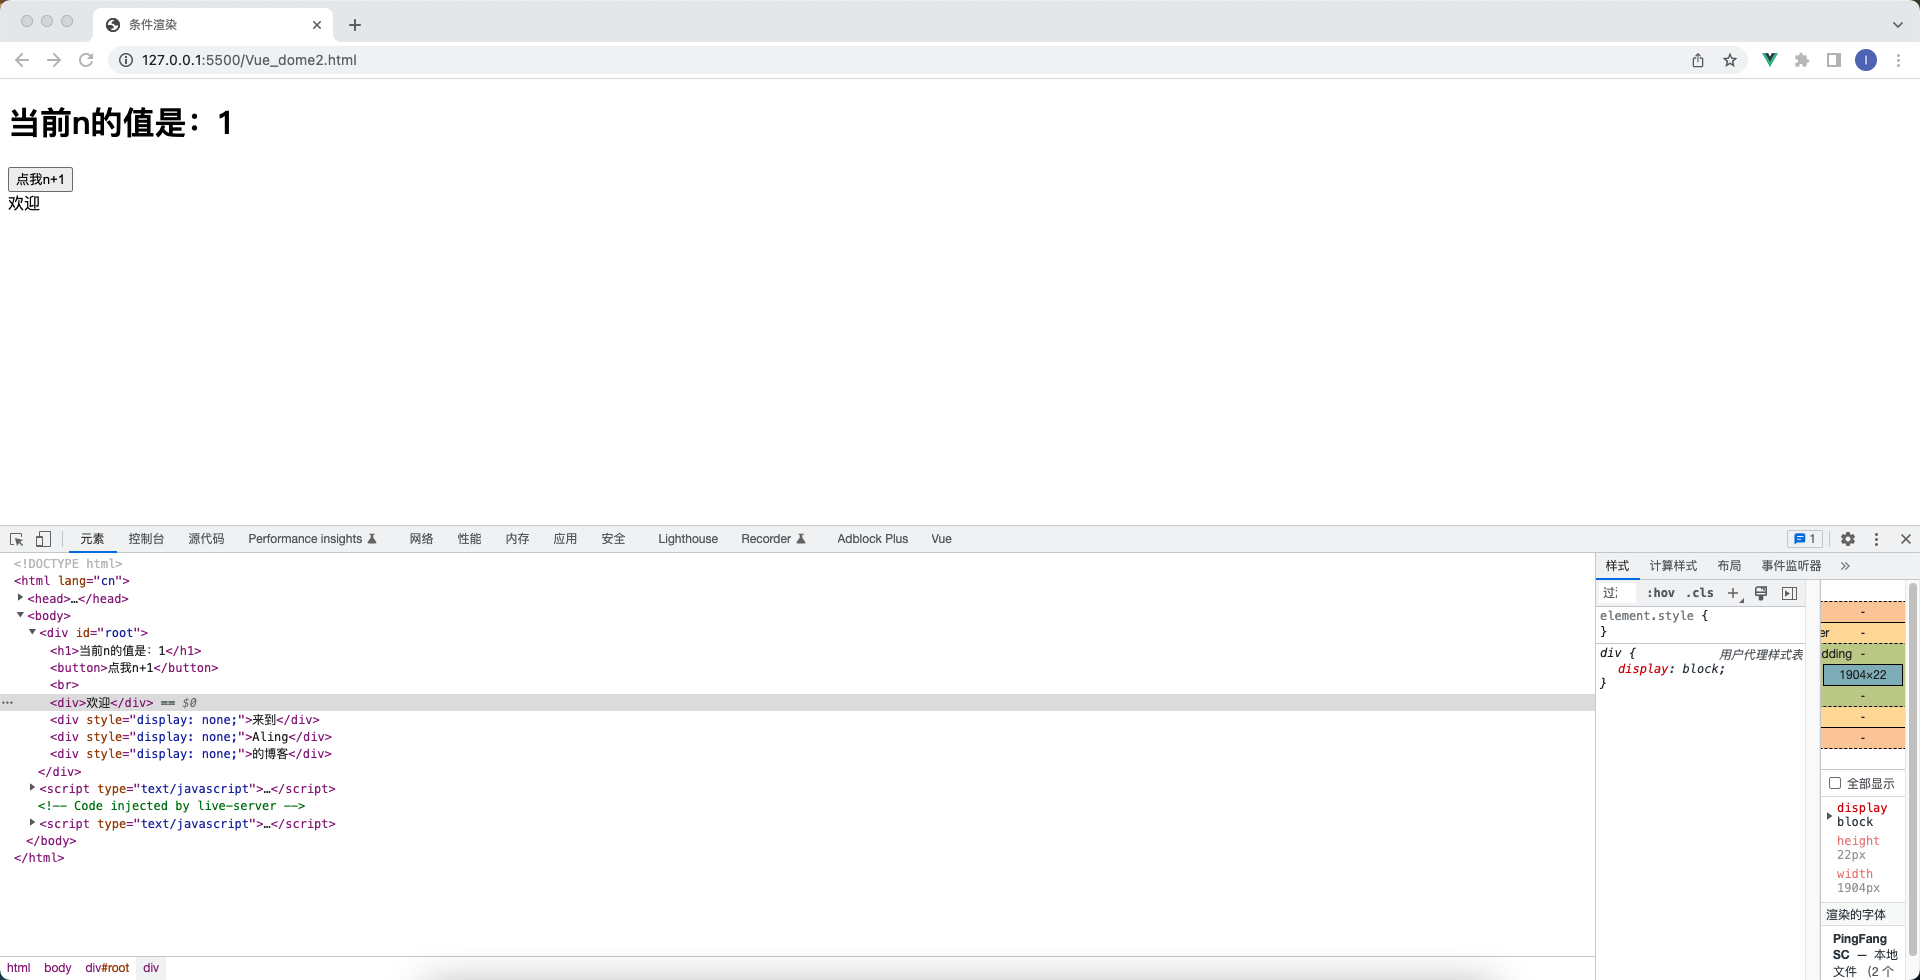 条件渲染
127.0.0.1:5500/Vue_dome2.html
I
当前n的值是：1
点我n+1
欢迎
元素 控制台 源代码 Performance insights 网络 性能 内存 应用 安全 Lighthouse Recorder Adblock Plus Vue 1
<!DOCTYPE html>
<html lang="cn">
<head>…</head>
<body>
<div id="root">
<h1>当前n的值是：1</h1>
<button>点我n+1</button>
<br>
<div>欢迎</div> == $0
<div style="display: none;">来到</div>
<div style="display: none;">Aling</div>
<div style="display: none;">的博客</div>
</div>
<script type="text/javascript">…</script>
<!-- Code injected by live-server -->
<script type="text/javascript">…</script>
</body>
</html>
html body div#root div
样式 计算样式 布局 事件监听器 »
:hov .cls
element.style {
}
div { 用户代理样式表
display: block;
}
-
er -
dding -
1904×22
-
-
-
全部显示
display
block
height
22px
width
1904px
渲染的字体
PingFang
SC — 本地
文件 (2 个